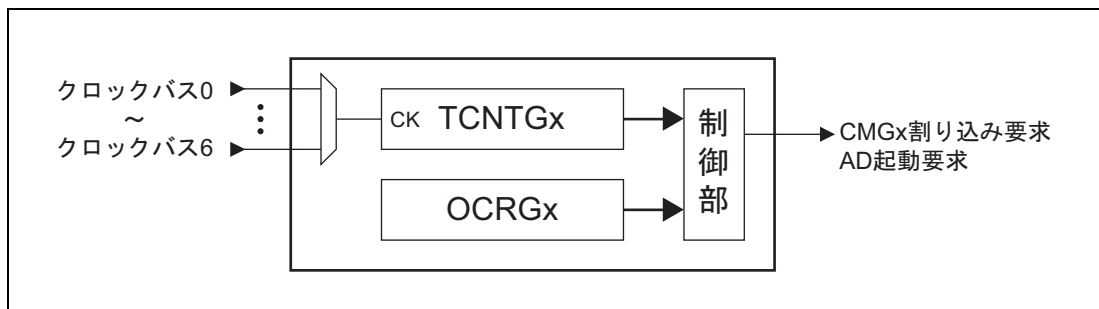 クロックバス0
～
クロックバス6
CK TCNTGx
OCRGx
制御部
CMGx割り込み要求
AD起動要求